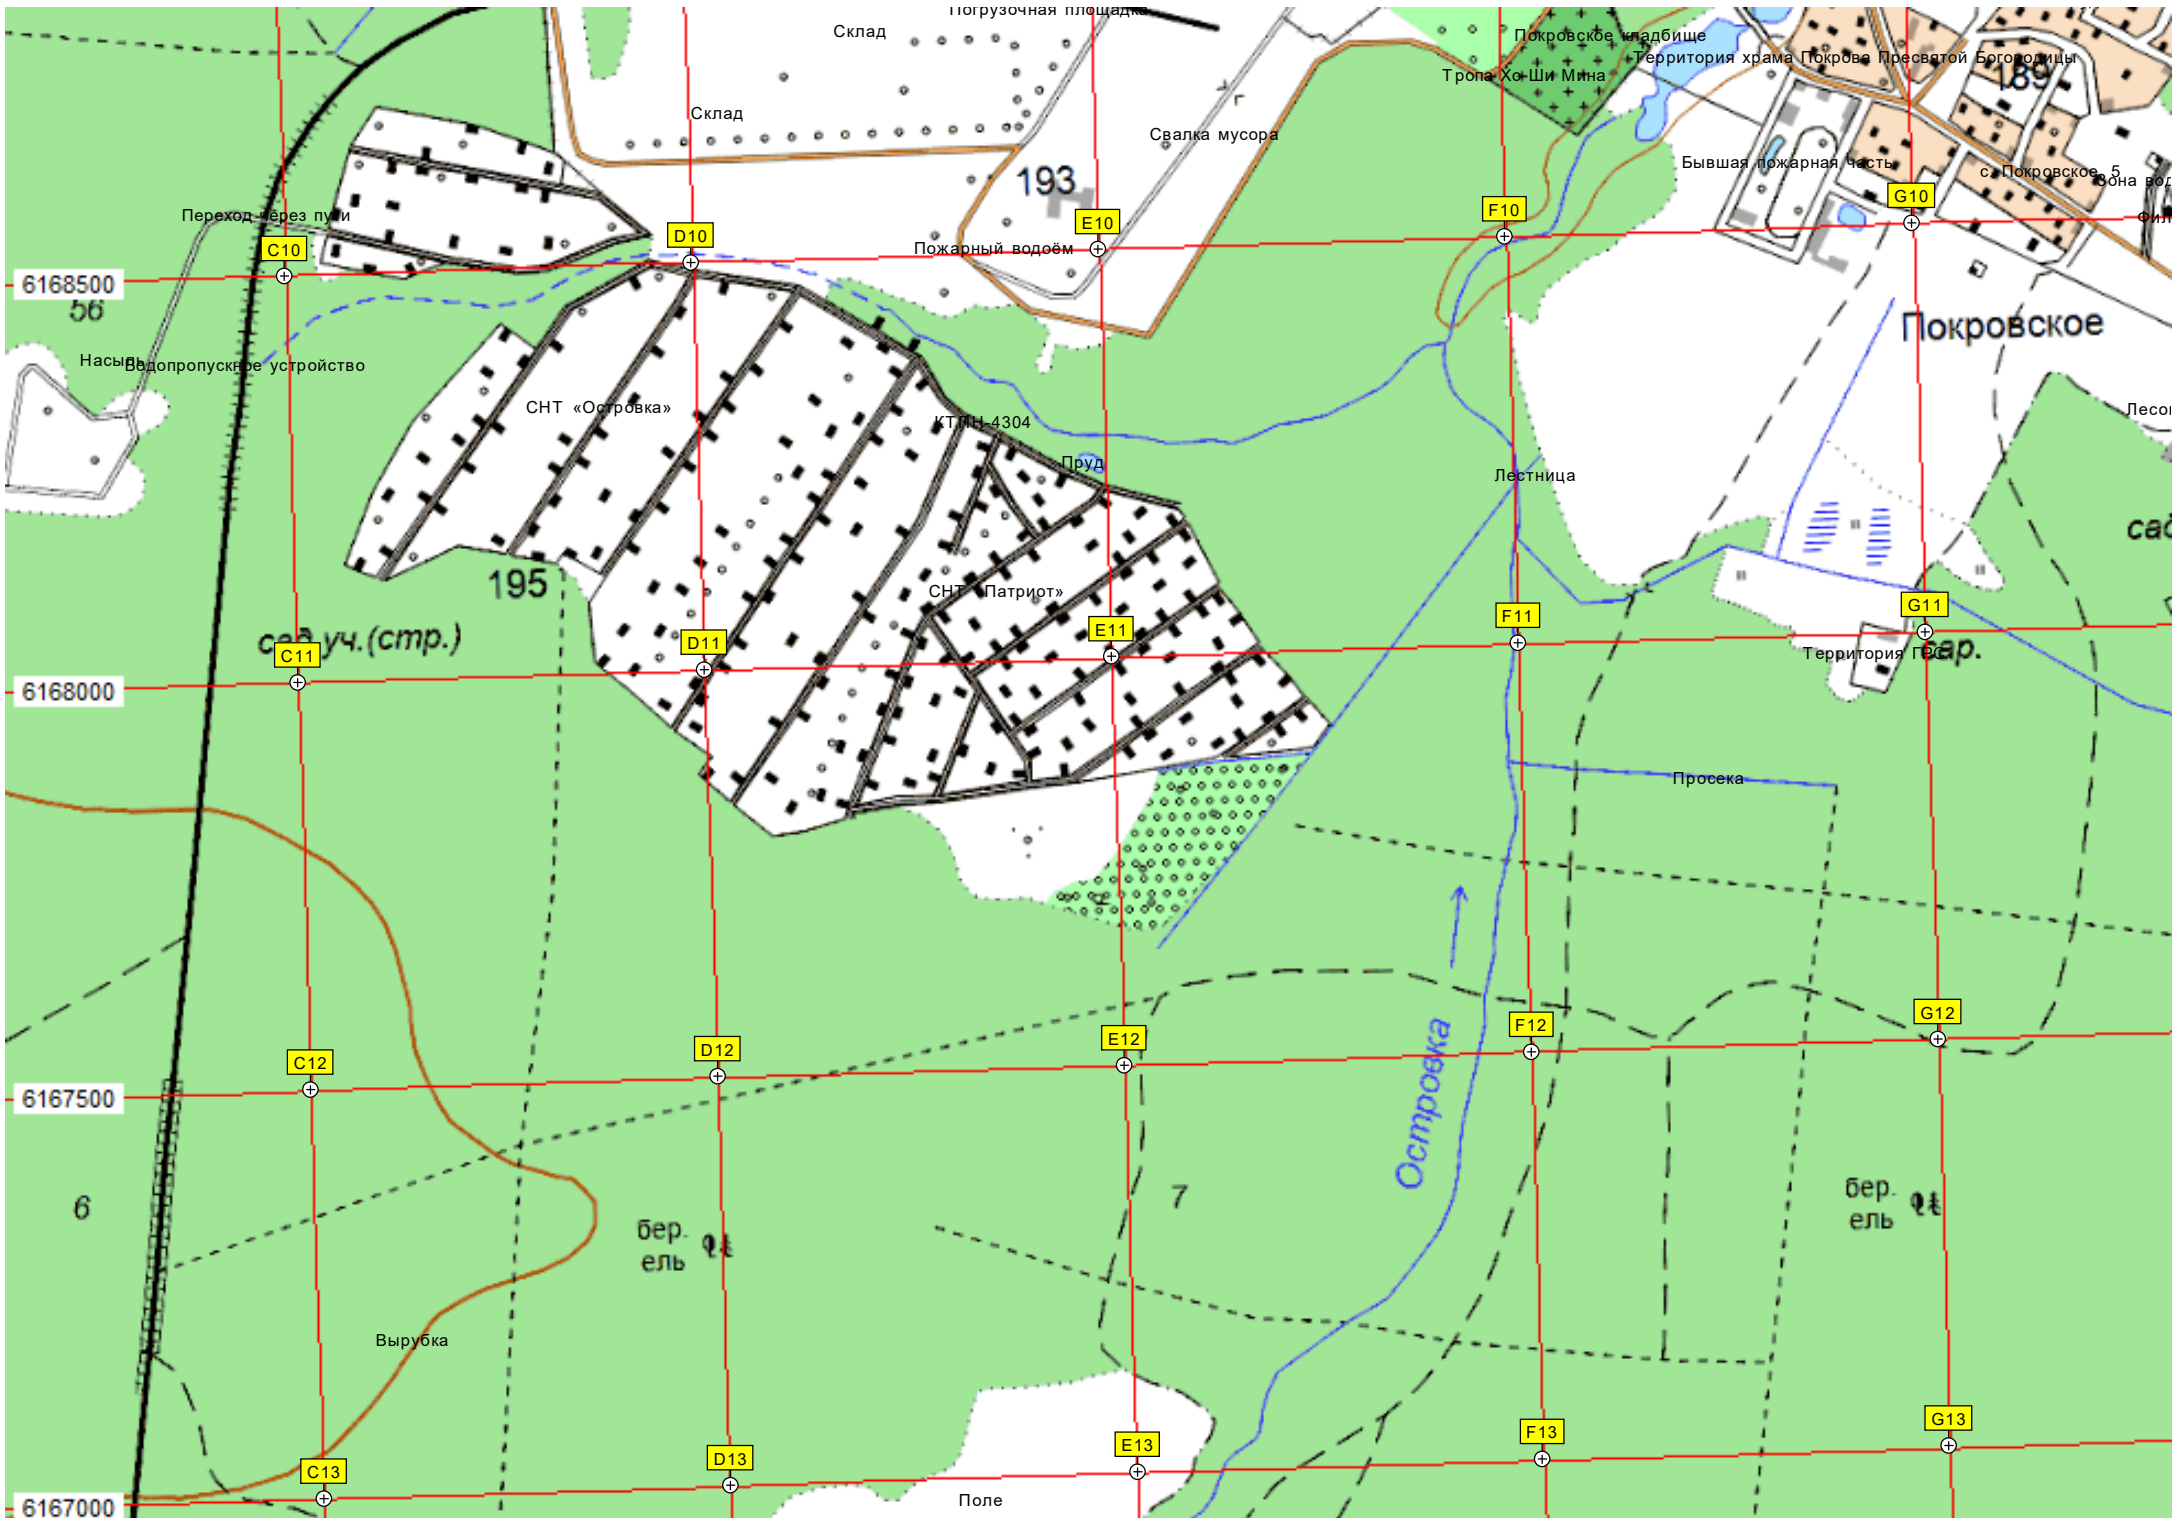 Погрузочная площадка
Склад
Покровское кладбище
Территория храма Покрова Пресвятой Богородицы
Тропа Хо Ши Мина
189
Склад
Свалка мусора
г
Бывшая пожарная часть
с. Покровское, 5
193
Переход через пути
C10
D10
E10
F10
G10
Пожарный водоём
6168500
56
Покровское
Насыпь
Водопропускное устройство
СНТ «Островка»
КТПН-4304
Пруд
Лестница
195
СНТ «Патриот»
сад.уч.(стр.)
C11
D11
E11
F11
G11
Территория ГРС
сар.
6168000
Просека
C12
D12
E12
F12
G12
6167500
Островка
6
7
бер.
ель
бер.
ель
Вырубка
C13
D13
E13
F13
G13
6167000
Поле